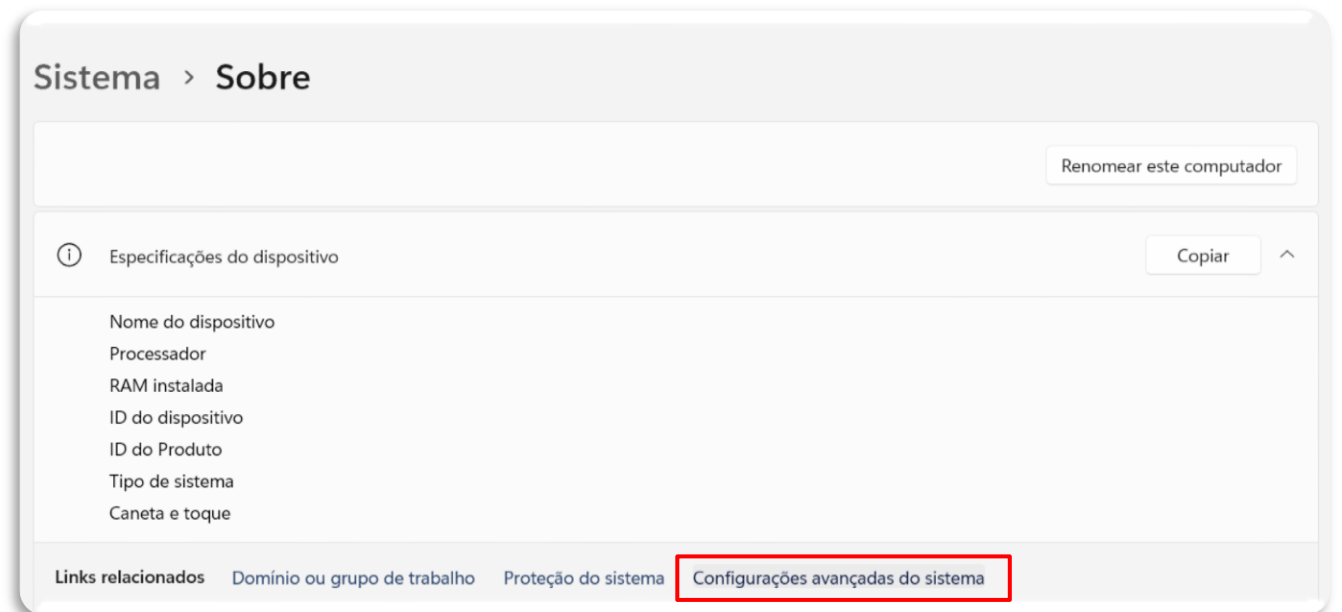 Sistema > Sobre
Renomear este computador
Especificações do dispositivo Copiar
Nome do dispositivo
Processador
RAM instalada
ID do dispositivo
ID do Produto
Tipo de sistema
Caneta e toque
Links relacionados Domínio ou grupo de trabalho Proteção do sistema Configurações avançadas do sistema